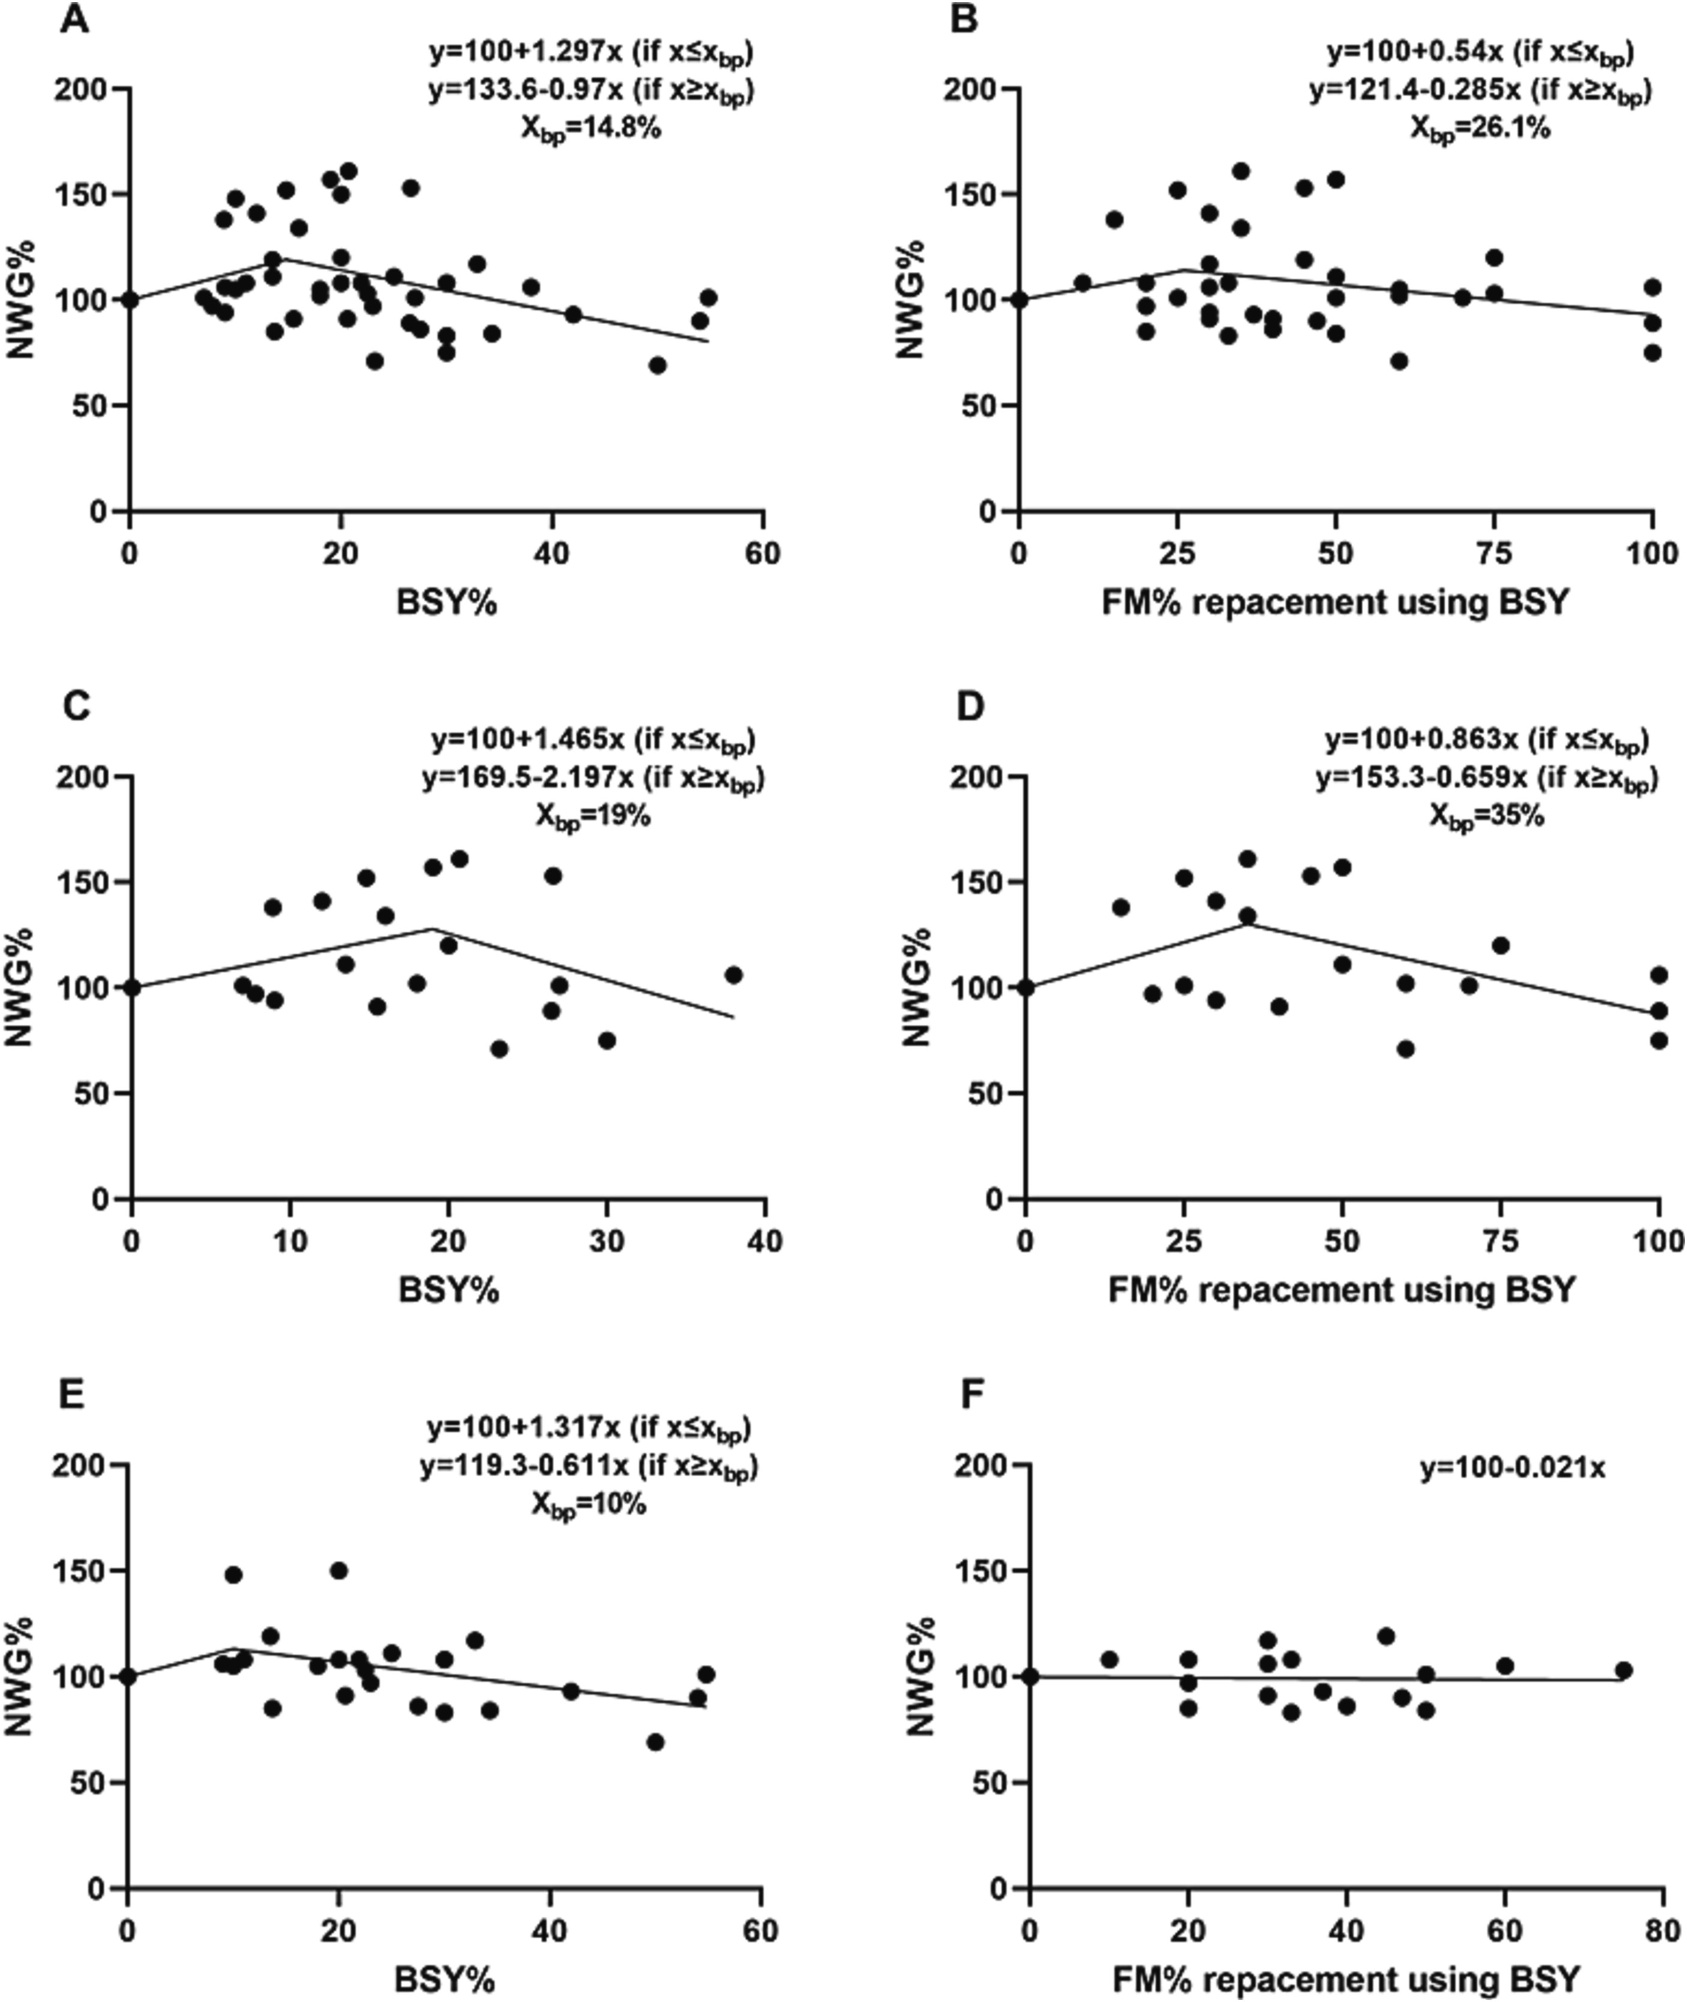 A
y=100+1.297x (if x≤xbp)
y=133.6-0.97x (if x≥xbp)
Xbp=14.8%
NWG%
200
150
100
50
0
0 20 40 60
BSY%
B
y=100+0.54x (if x≤xbp)
y=121.4-0.285x (if x≥xbp)
Xbp=26.1%
NWG%
200
150
100
50
0
0 25 50 75 100
FM% repacement using BSY
C
y=100+1.465x (if x≤xbp)
y=169.5-2.197x (if x≥xbp)
Xbp=19%
NWG%
200
150
100
50
0
0 10 20 30 40
BSY%
D
y=100+0.863x (if x≤xbp)
y=153.3-0.659x (if x≥xbp)
Xbp=35%
NWG%
200
150
100
50
0
0 25 50 75 100
FM% repacement using BSY
E
y=100+1.317x (if x≤xbp)
y=119.3-0.611x (if x≥xbp)
Xbp=10%
NWG%
200
150
100
50
0
0 20 40 60
BSY%
F
y=100-0.021x
NWG%
200
150
100
50
0
0 20 40 60 80
FM% repacement using BSY